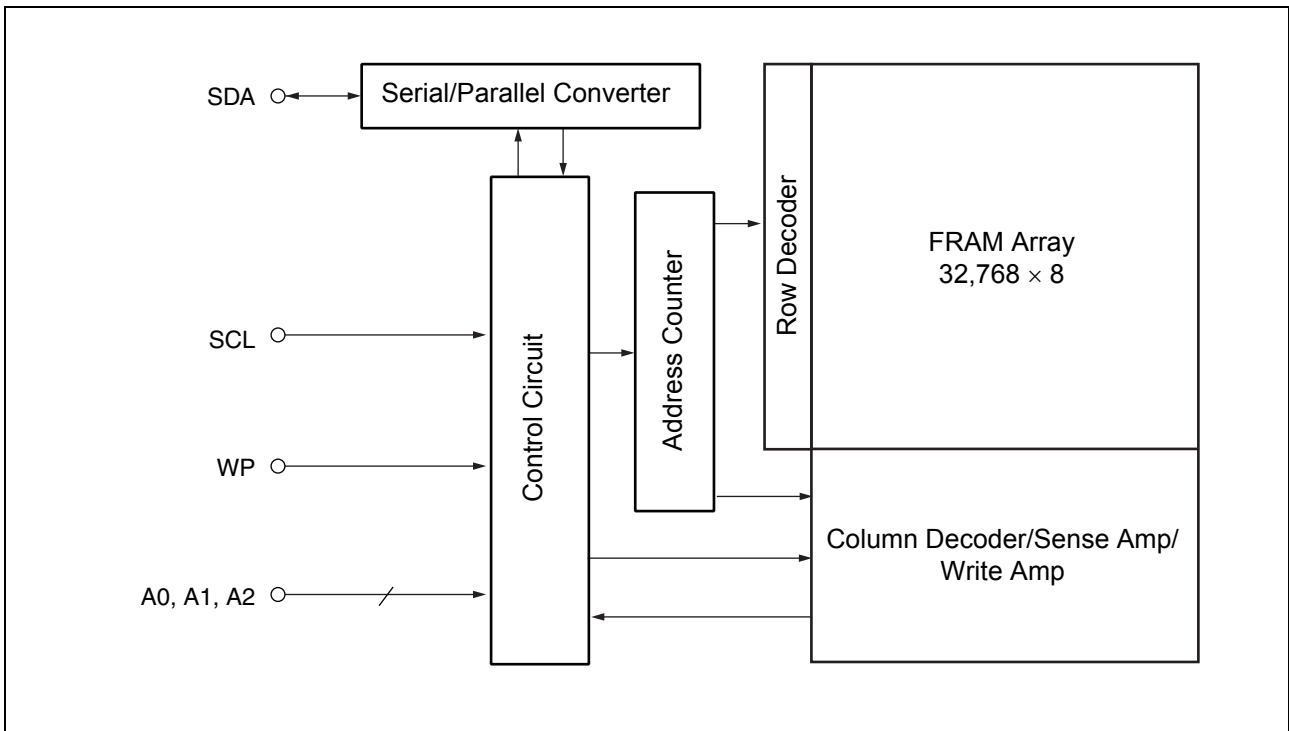 SDA
Serial/Parallel Converter
SCL
WP
A0, A1, A2
Control Circuit
Address Counter
Row Decoder
FRAM Array
32,768 × 8
Column Decoder/Sense Amp/
Write Amp